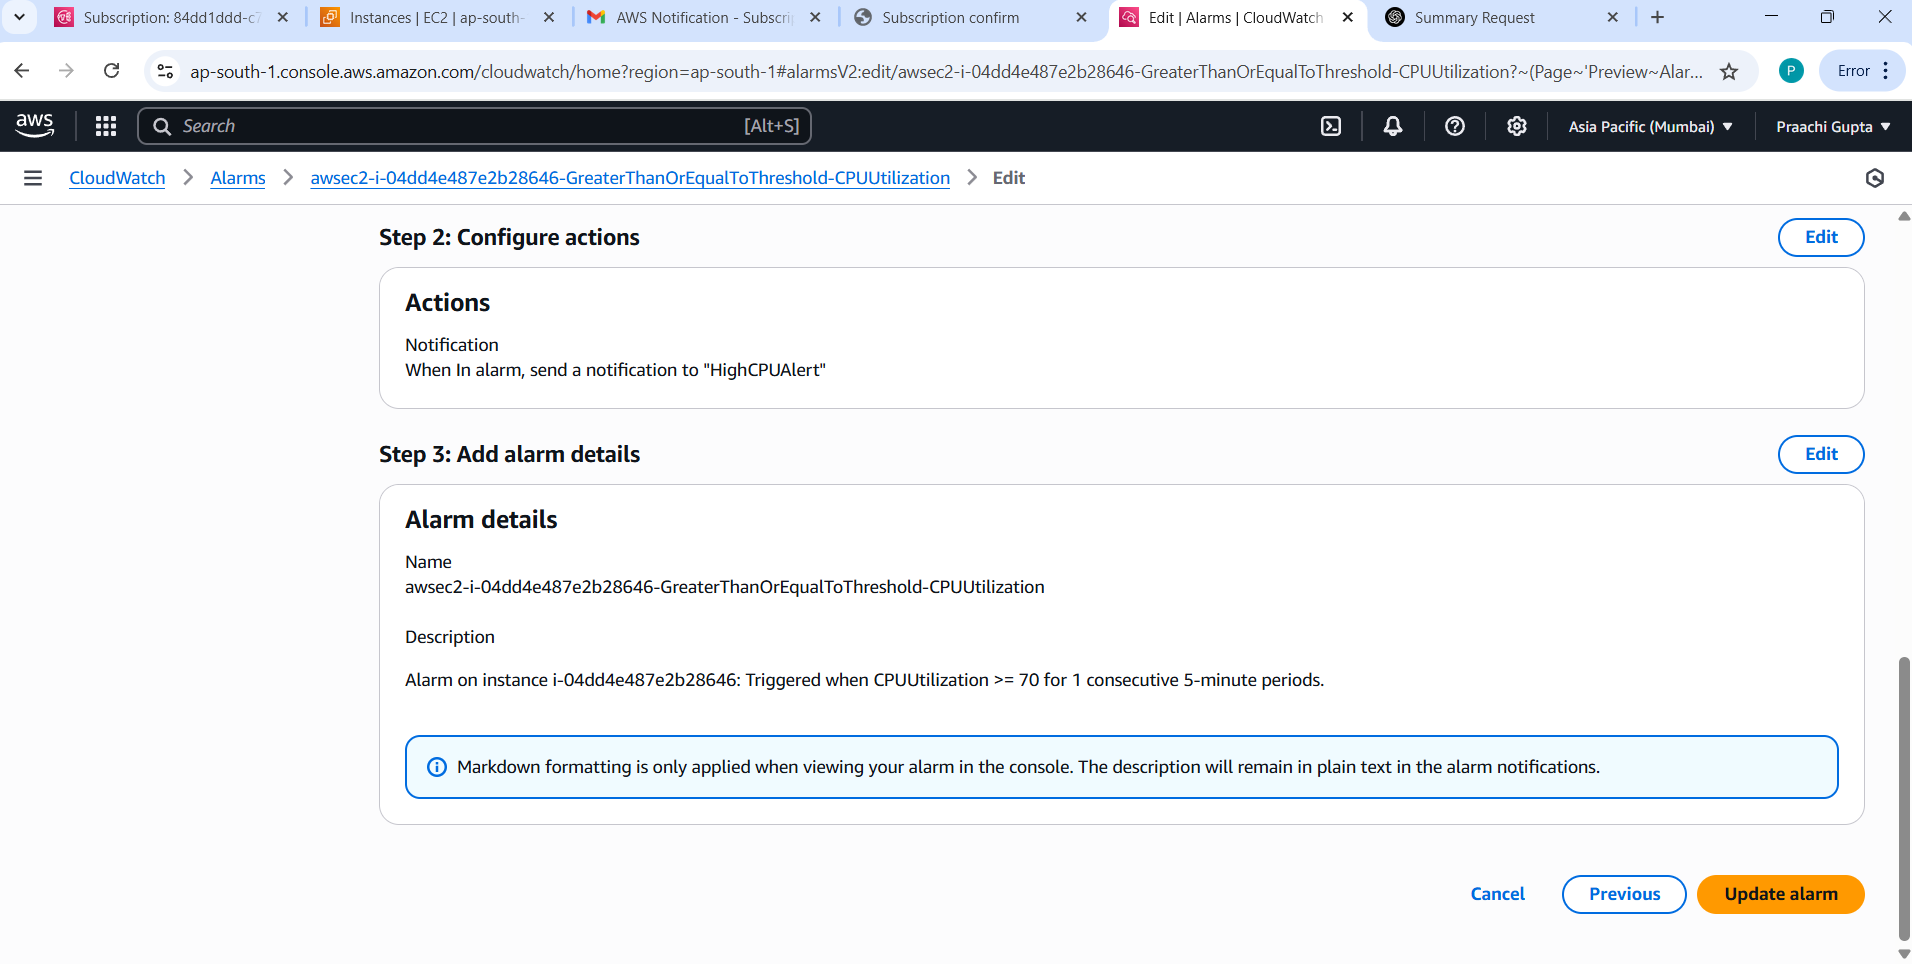 Subscription: 84dd1ddd-c7
Instances | EC2 | ap-south-
AWS Notification - Subscri
Subscription confirm
Edit | Alarms | CloudWatch
Summary Request
ap-south-1.console.aws.amazon.com/cloudwatch/home?region=ap-south-1#alarmsV2:edit/awsec2-i-04dd4e487e2b28646-GreaterThanOrEqualToThreshold-CPUUtilization?~(Page~'Preview~Alar...
P
Error
aws
Search
[Alt+S]
Asia Pacific (Mumbai)
Praachi Gupta
CloudWatch
Alarms
awsec2-i-04dd4e487e2b28646-GreaterThanOrEqualToThreshold-CPUUtilization
Edit
Step 2: Configure actions
Edit
Actions
Notification
When In alarm, send a notification to "HighCPUAlert"
Step 3: Add alarm details
Edit
Alarm details
Name
awsec2-i-04dd4e487e2b28646-GreaterThanOrEqualToThreshold-CPUUtilization
Description
Alarm on instance i-04dd4e487e2b28646: Triggered when CPUUtilization >= 70 for 1 consecutive 5-minute periods.
Markdown formatting is only applied when viewing your alarm in the console. The description will remain in plain text in the alarm notifications.
Cancel
Previous
Update alarm